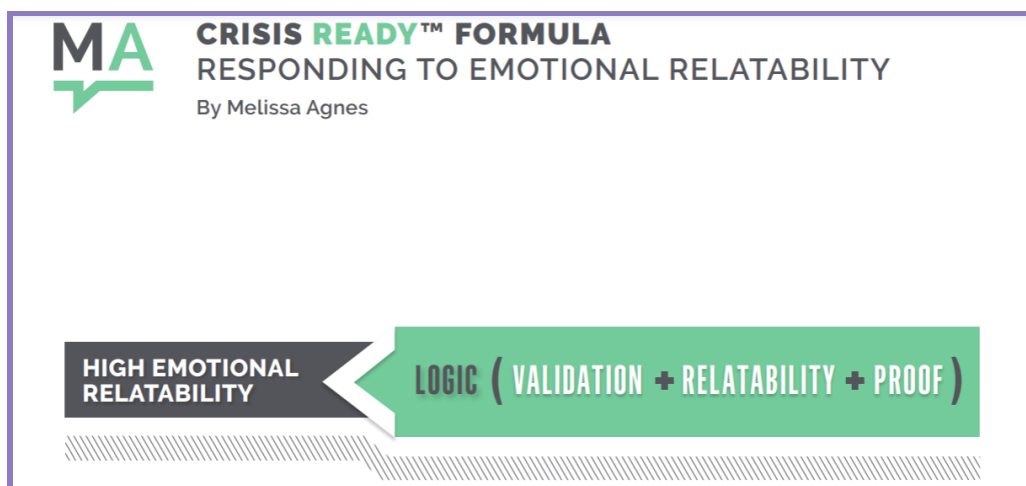 MA
CRISIS READY™ FORMULA
RESPONDING TO EMOTIONAL RELATABILITY
By Melissa Agnes
HIGH EMOTIONAL
RELATABILITY
LOGIC ( VALIDATION + RELATABILITY + PROOF )